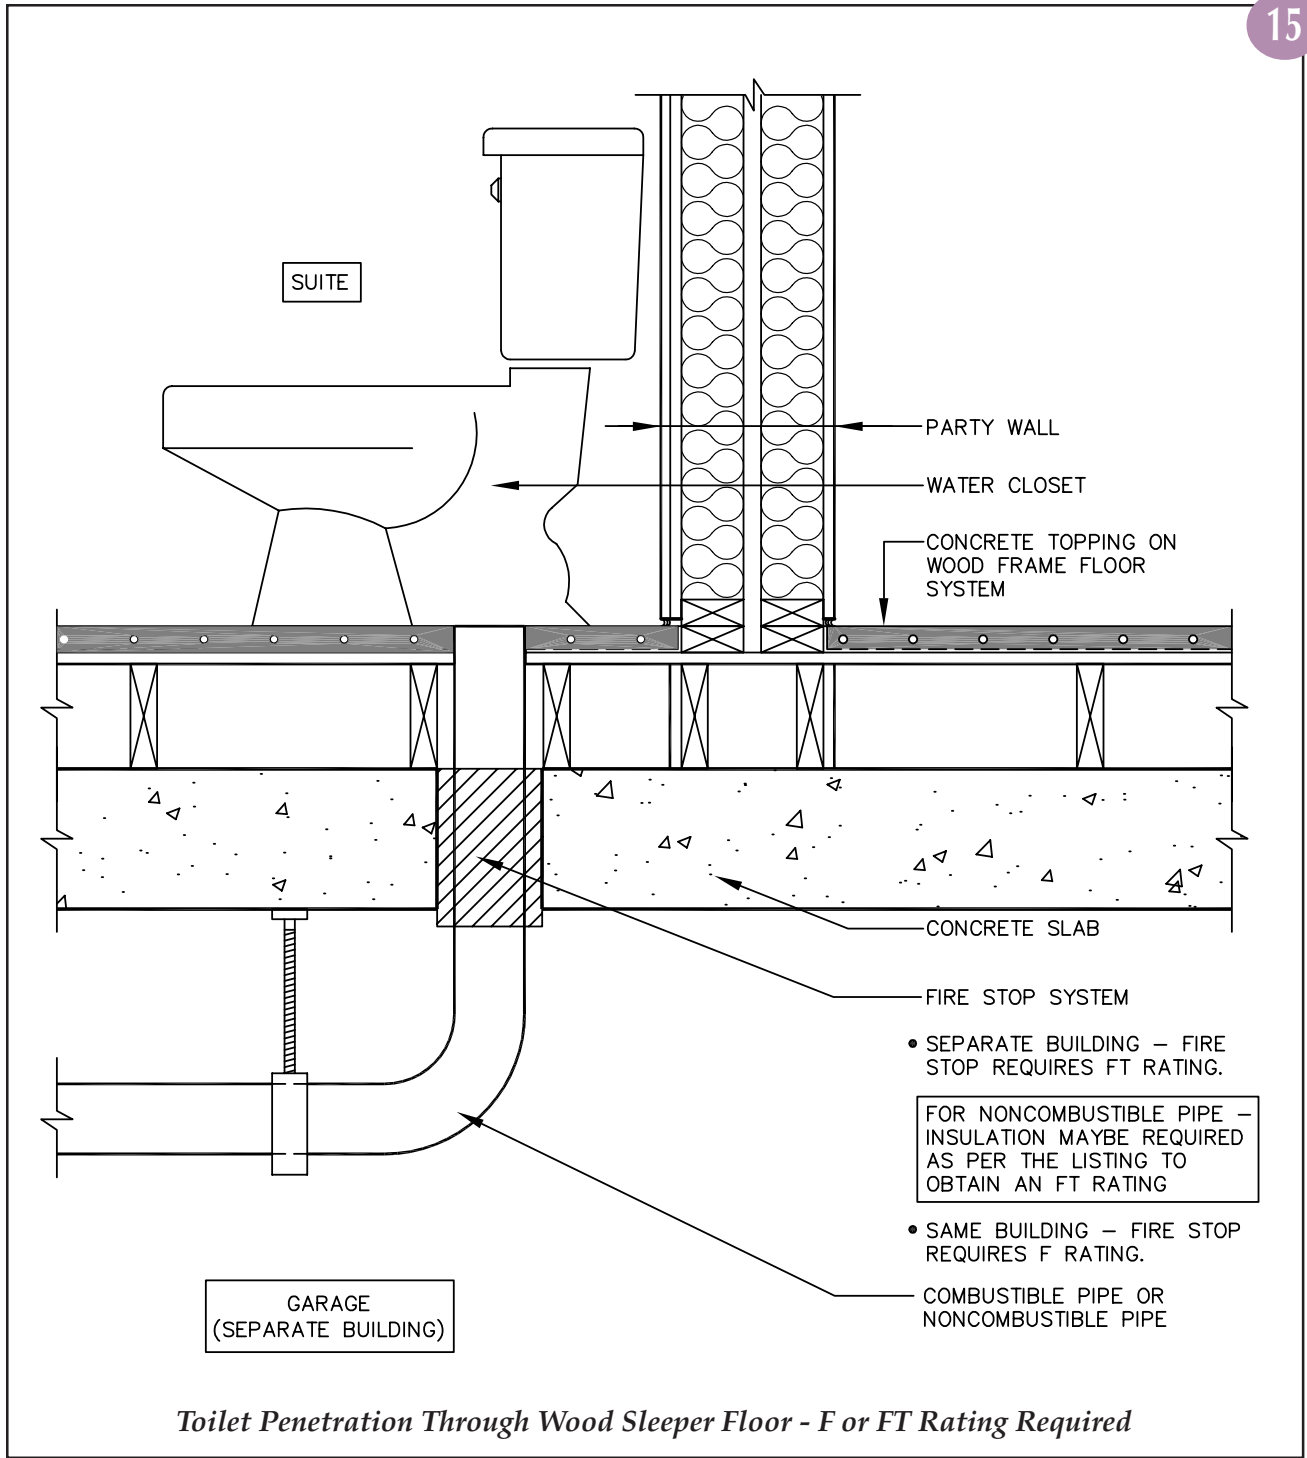 15
SUITE
PARTY WALL
WATER CLOSET
CONCRETE TOPPING ON
WOOD FRAME FLOOR
SYSTEM
CONCRETE SLAB
FIRE STOP SYSTEM
• SEPARATE BUILDING – FIRE
STOP REQUIRES FT RATING.
FOR NONCOMBUSTIBLE PIPE –
INSULATION MAYBE REQUIRED
AS PER THE LISTING TO
OBTAIN AN FT RATING
• SAME BUILDING – FIRE STOP
REQUIRES F RATING.
COMBUSTIBLE PIPE OR
NONCOMBUSTIBLE PIPE
GARAGE
(SEPARATE BUILDING)
Toilet Penetration Through Wood Sleeper Floor - F or FT Rating Required